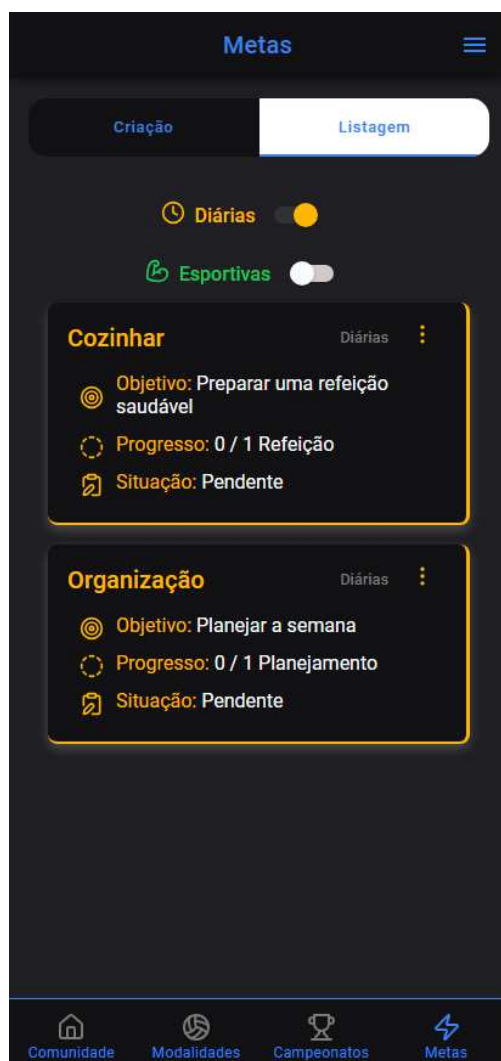 Metas
Criação Listagem
Diárias
Esportivas
Cozinhar Diárias
Objetivo: Preparar uma refeição
saudável
Progresso: 0 / 1 Refeição
Situação: Pendente
Organização Diárias
Objetivo: Planejar a semana
Progresso: 0 / 1 Planejamento
Situação: Pendente
Comunidade Modalidades Campeonatos Metas